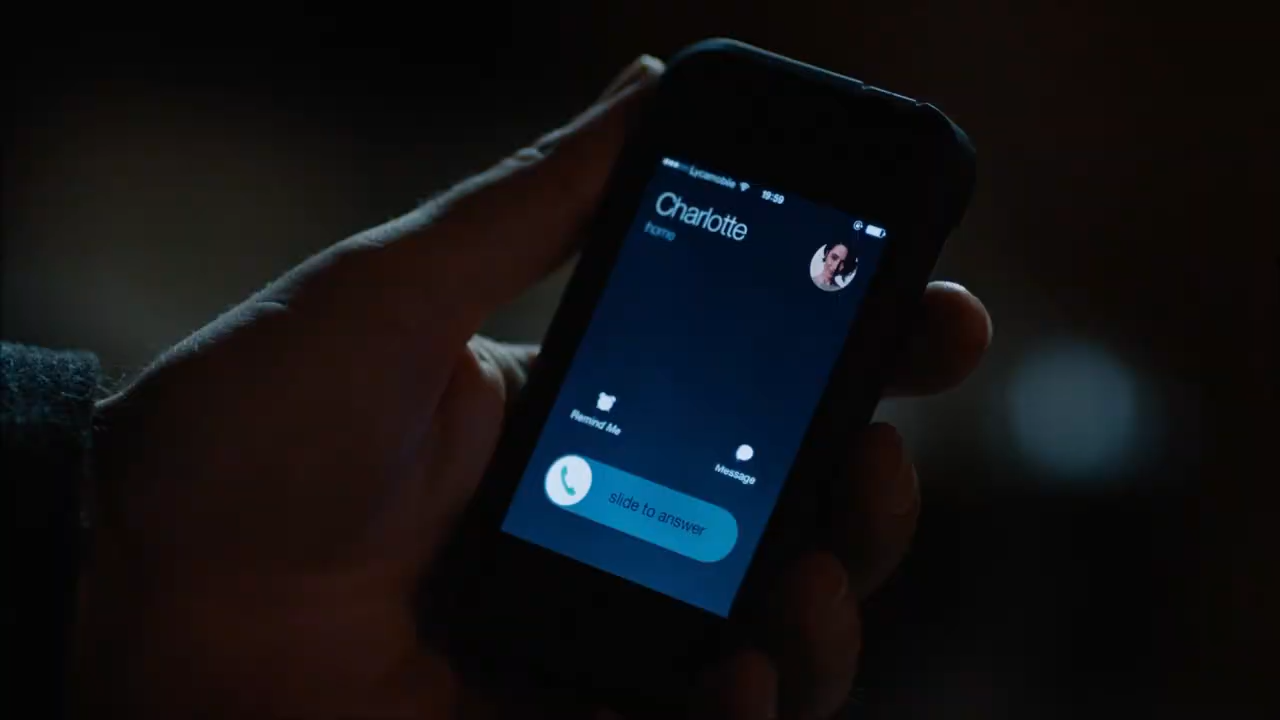 Lycamobile 19:59
Charlotte
home
Remind Me
Message
slide to answer